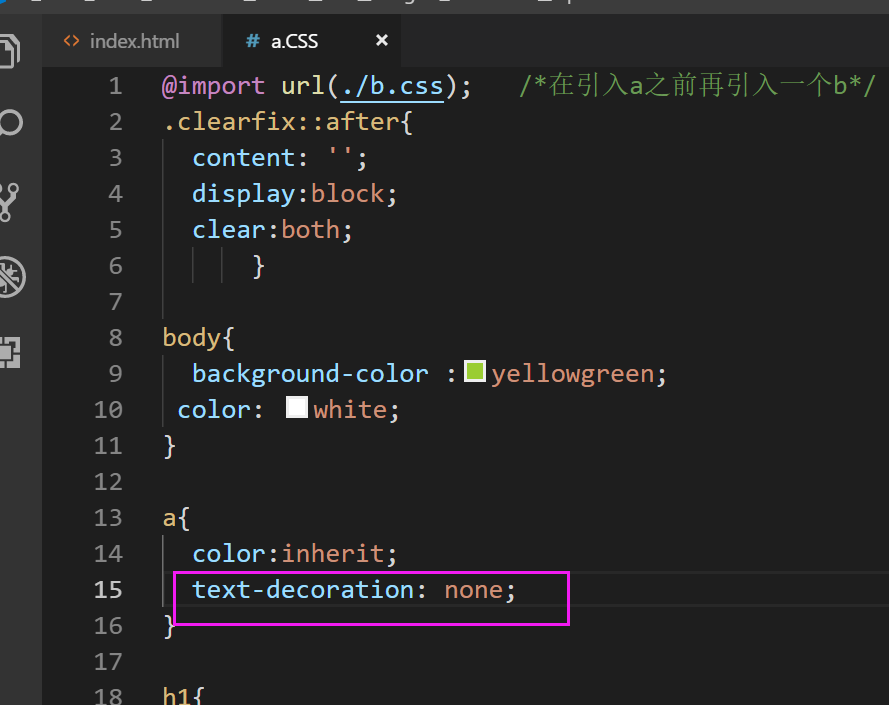 index.html
# a.CSS ×
1 @import url(./b.css); /*在引入a之前再引入一个b*/
2 .clearfix::after{
3 content: '';
4 display:block;
5 clear:both;
6 }
7
8 body{
9 background-color :yellowgreen;
10 color: white;
11 }
12
13 a{
14 color:inherit;
15 text-decoration: none;
16 }
17
18 h1{